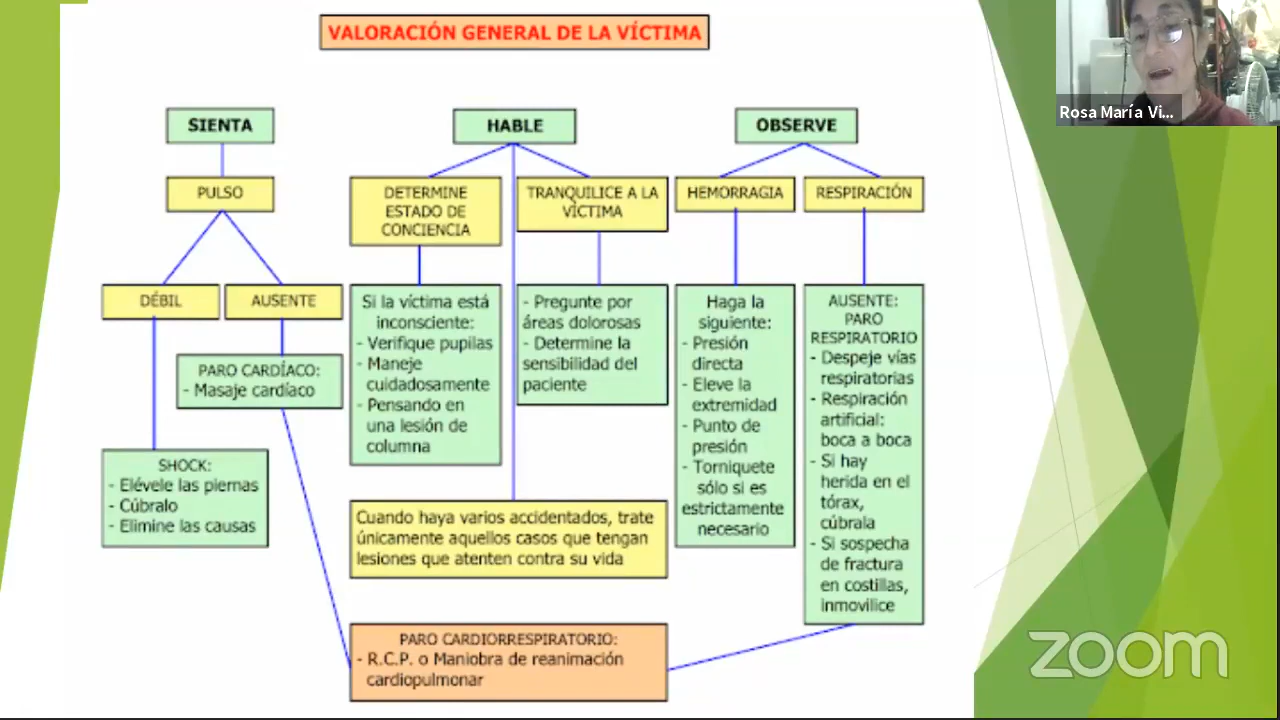 VALORACIÓN GENERAL DE LA VÍCTIMA
Rosa María Vi...
SIENTA
HABLE
OBSERVE
PULSO
DETERMINE
ESTADO DE
CONCIENCIA
TRANQUILICE A LA
VÍCTIMA
HEMORRAGIA
RESPIRACIÓN
DÉBIL
AUSENTE
PARO CARDÍACO:
- Masaje cardíaco
SHOCK:
- Elévele las piernas
- Cúbralo
- Elimine las causas
Si la víctima está
inconsciente:
- Verifique pupilas
- Maneje
cuidadosamente
- Pensando en
una lesión de
columna
- Pregunte por
áreas dolorosas
- Determine la
sensibilidad del
paciente
Haga la
siguiente:
- Presión
directa
- Eleve la
extremidad
- Punto de
presión
- Torniquete
sólo si es
estrictamente
necesario
AUSENTE:
PARO
RESPIRATORIO
- Despeje vías
respiratorias
- Respiración
artificial:
boca a boca
- Si hay
herida en el
tórax,
cúbrala
- Si sospecha
de fractura
en costillas,
inmovilice
Cuando haya varios accidentados, trate
únicamente aquellos casos que tengan
lesiones que atenten contra su vida
PARO CARDIORRESPIRATORIO:
- R.C.P. o Maniobra de reanimación
cardiopulmonar
zoom